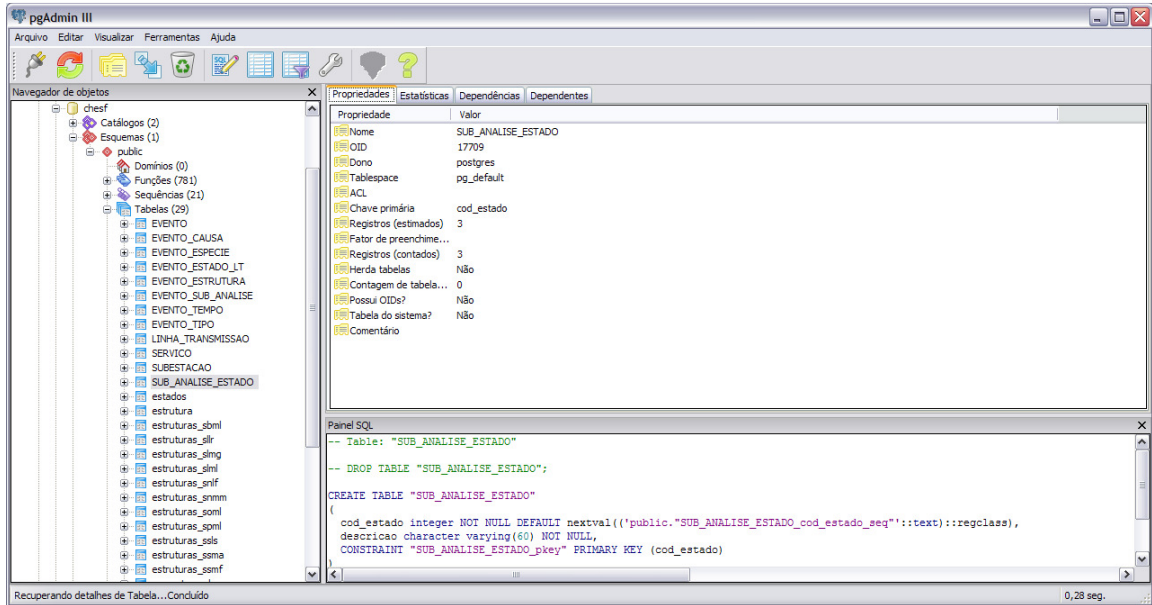 pgAdmin III
Arquivo Editar Visualizar Ferramentas Ajuda
SQL
Navegador de objetos
chesf
Catálogos (2)
Esquemas (1)
public
Domínios (0)
Funções (781)
Sequências (21)
Tabelas (29)
EVENTO
EVENTO_CAUSA
EVENTO_ESPECIE
EVENTO_ESTADO_LT
EVENTO_ESTRUTURA
EVENTO_SUB_ANALISE
EVENTO_TEMPO
EVENTO_TIPO
LINHA_TRANSMISSAO
SERVICO
SUBESTACAO
SUB_ANALISE_ESTADO
estados
estrutura
estruturas_sbml
estruturas_sllr
estruturas_slmg
estruturas_slml
estruturas_snlf
estruturas_snmm
estruturas_soml
estruturas_spml
estruturas_ssls
estruturas_ssma
estruturas_ssmf
Propriedades Estatísticas Dependências Dependentes
Propriedade Valor
Nome SUB_ANALISE_ESTADO
OID 17709
Dono postgres
Tablespace pg_default
ACL
Chave primária cod_estado
Registros (estimados) 3
Fator de preenchime...
Registros (contados) 3
Herda tabelas Não
Contagem de tabela... 0
Possui OIDs? Não
Tabela do sistema? Não
Comentário
Painel SQL
-- Table: "SUB_ANALISE_ESTADO"
-- DROP TABLE "SUB_ANALISE_ESTADO";
CREATE TABLE "SUB_ANALISE_ESTADO"
(
cod_estado integer NOT NULL DEFAULT nextval(('public."SUB_ANALISE_ESTADO_cod_estado_seq"'::text)::regclass),
descricao character varying(60) NOT NULL,
CONSTRAINT "SUB_ANALISE_ESTADO_pkey" PRIMARY KEY (cod_estado)
)
Recuperando detalhes de Tabela...Concluído 0,28 seg.